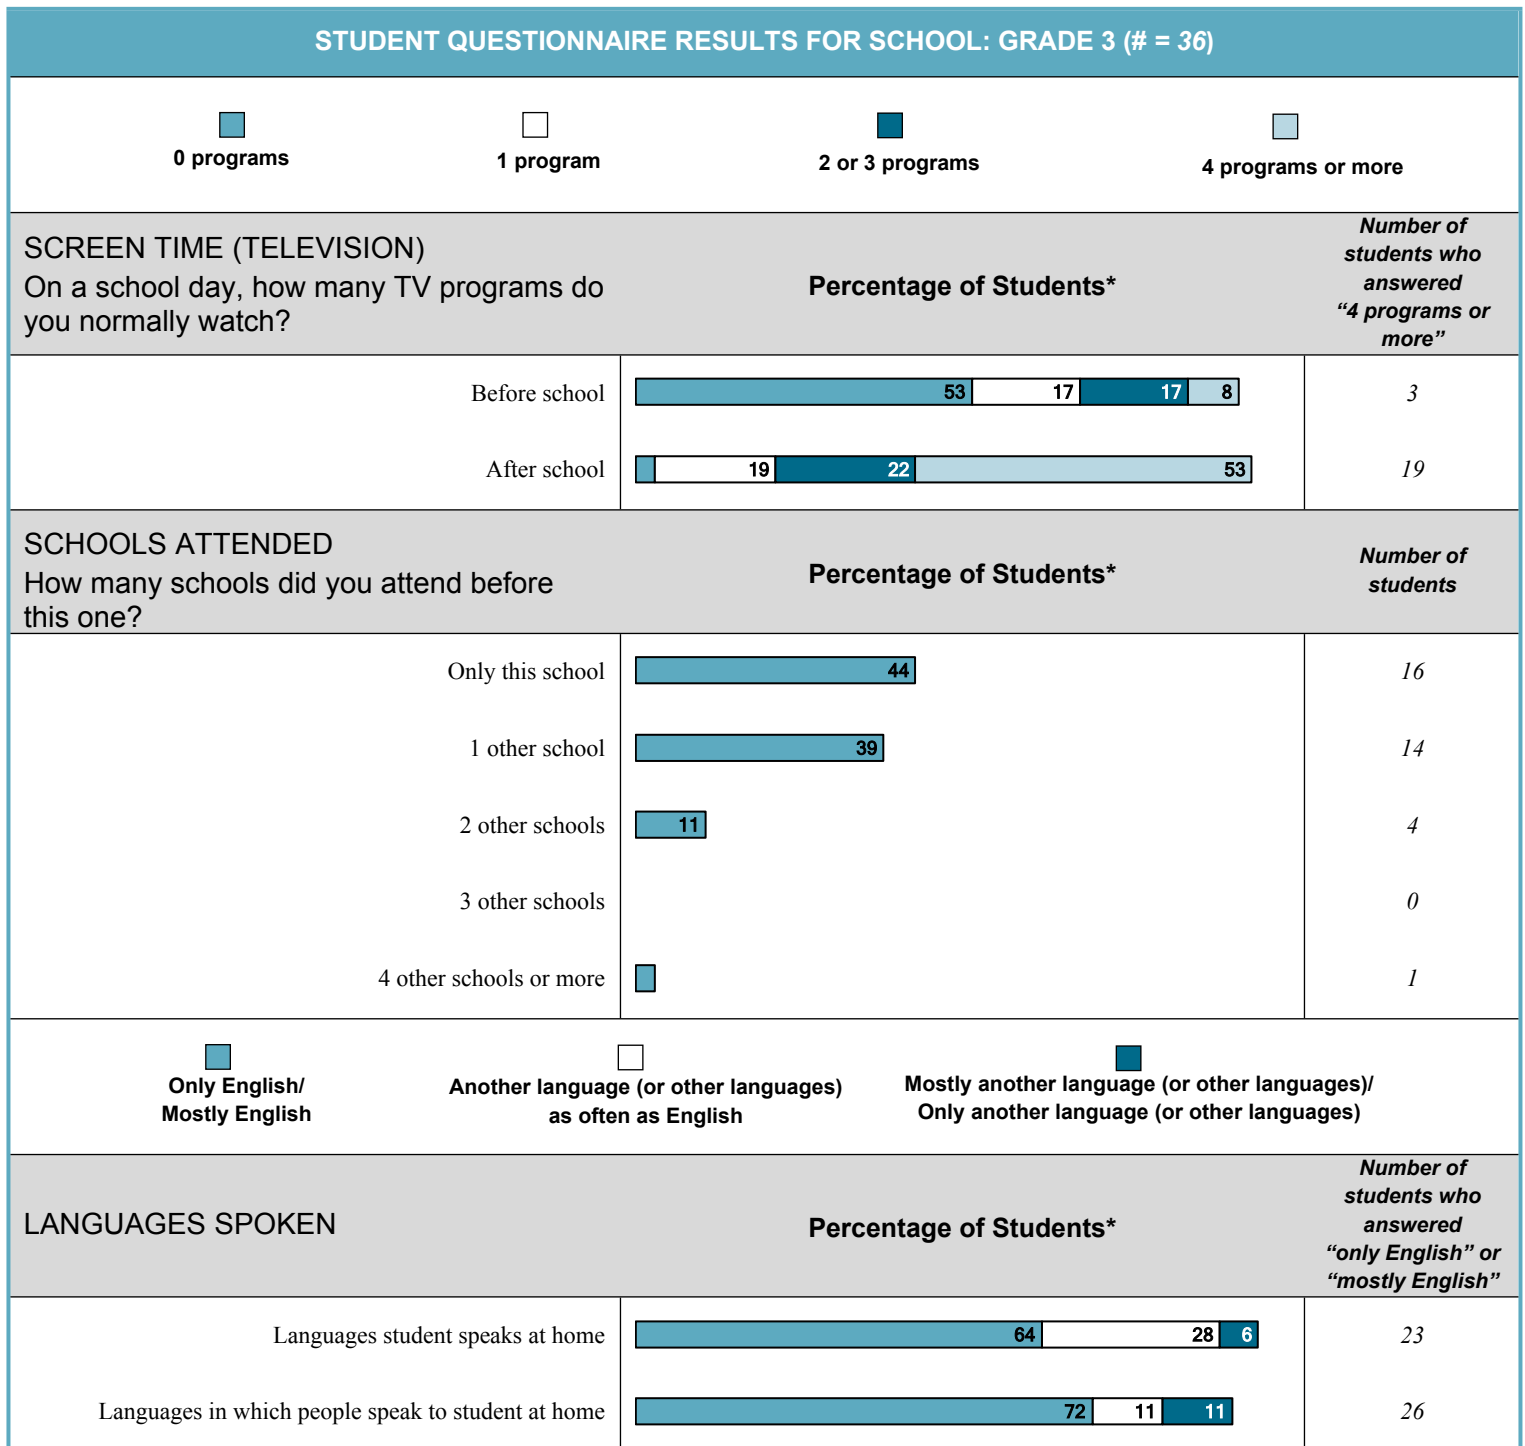 STUDENT QUESTIONNAIRE RESULTS FOR SCHOOL: GRADE 3 (# = 36)
0 programs
1 program
2 or 3 programs
4 programs or more
SCREEN TIME (TELEVISION)
On a school day, how many TV programs do
you normally watch?
Percentage of Students*
Number of
students who
answered
“4 programs or
more”
Before school
53 17 17 8
3
After school
19 22 53
19
SCHOOLS ATTENDED
How many schools did you attend before
this one?
Percentage of Students*
Number of
students
Only this school
44
16
1 other school
39
14
2 other schools
11
4
3 other schools
0
4 other schools or more
1
Only English/
Mostly English
Another language (or other languages)
as often as English
Mostly another language (or other languages)/
Only another language (or other languages)
LANGUAGES SPOKEN
Percentage of Students*
Number of
students who
answered
“only English” or
“mostly English”
Languages student speaks at home
64 28 6
23
Languages in which people speak to student at home
72 11 11
26